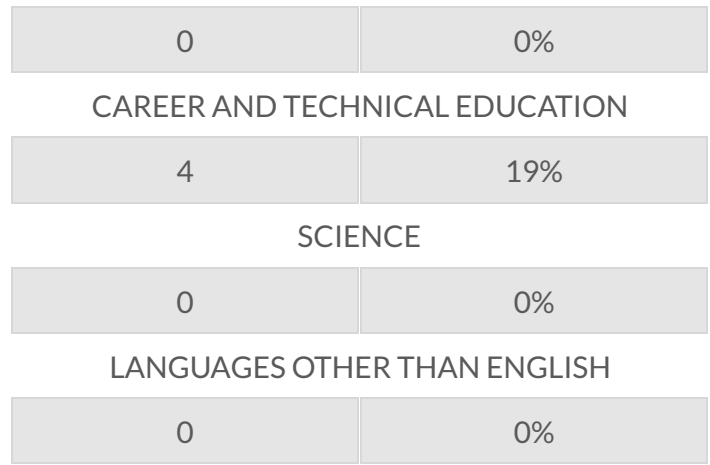 0 0%
CAREER AND TECHNICAL EDUCATION
4 19%
SCIENCE
0 0%
LANGUAGES OTHER THAN ENGLISH
0 0%